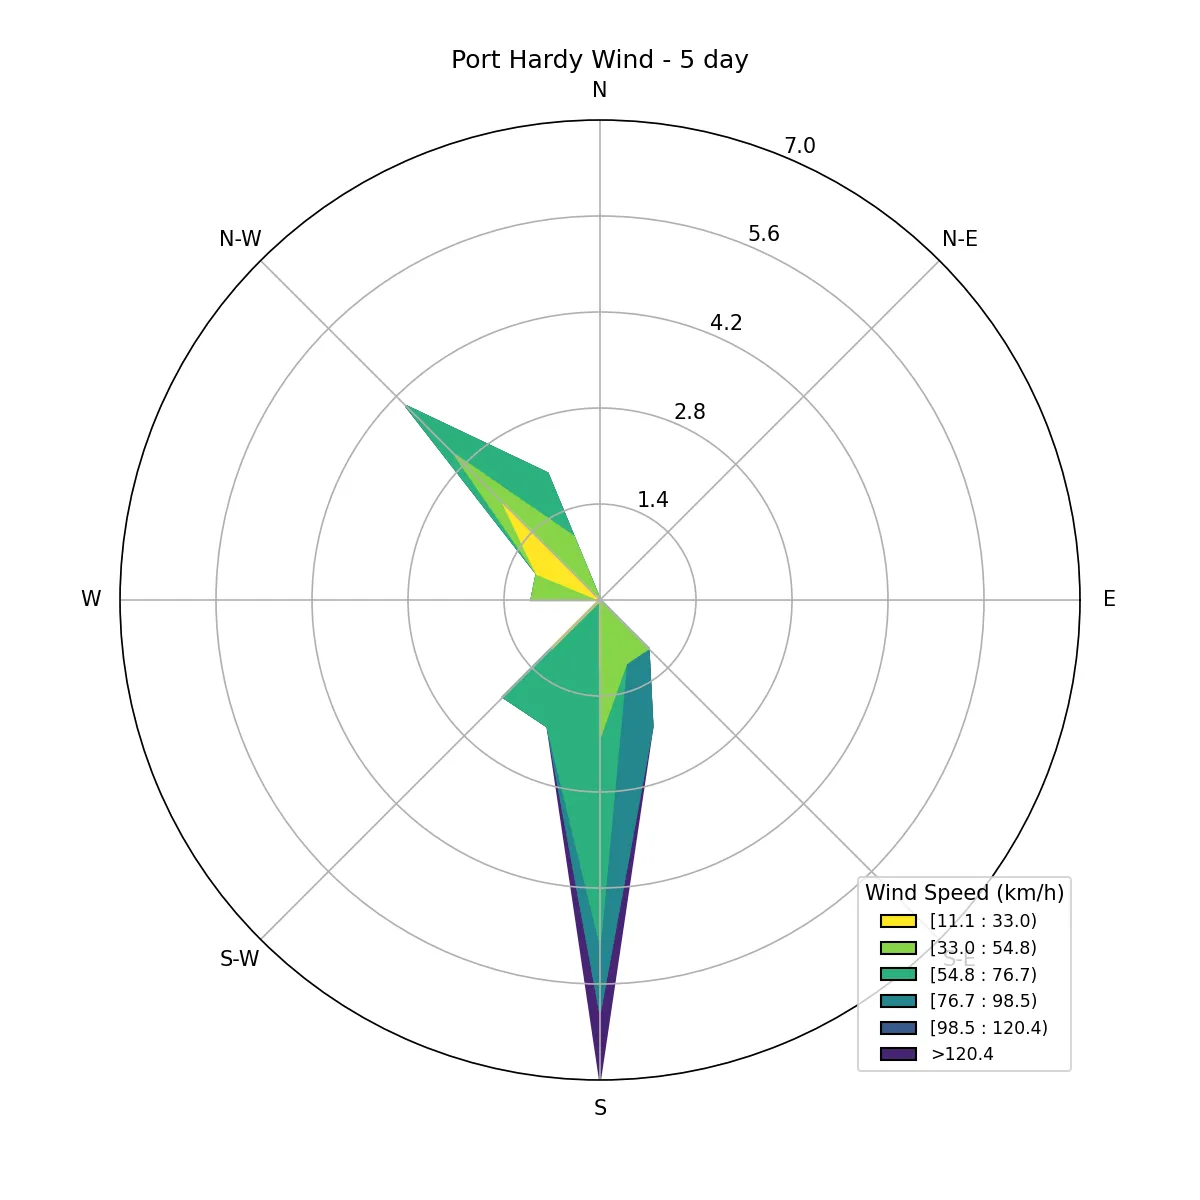 Port Hardy Wind - 5 day
N
7.0
N-W
5.6
N-E
4.2
2.8
1.4
W
E
S-W
S-E
S
Wind Speed (km/h)
[11.1 : 33.0)
[33.0 : 54.8)
[54.8 : 76.7)
[76.7 : 98.5)
[98.5 : 120.4)
>120.4